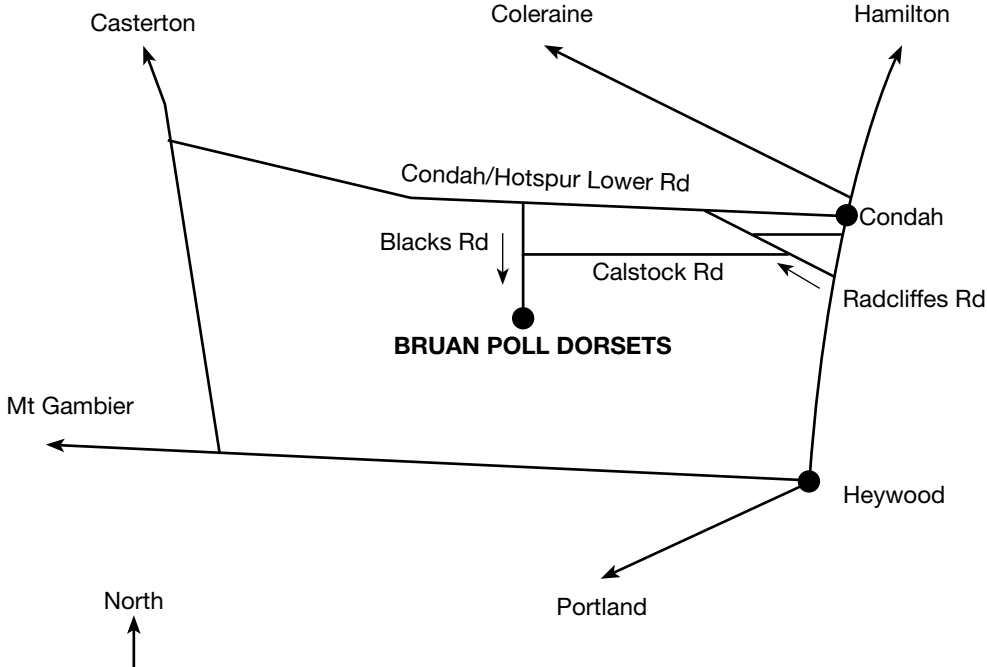 Coleraine
Hamilton
Casterton
Condah/Hotspur Lower Rd
Condah
Blacks Rd
Calstock Rd
Radcliffes Rd
BRUAN POLL DORSETS
Mt Gambier
Heywood
North
Portland